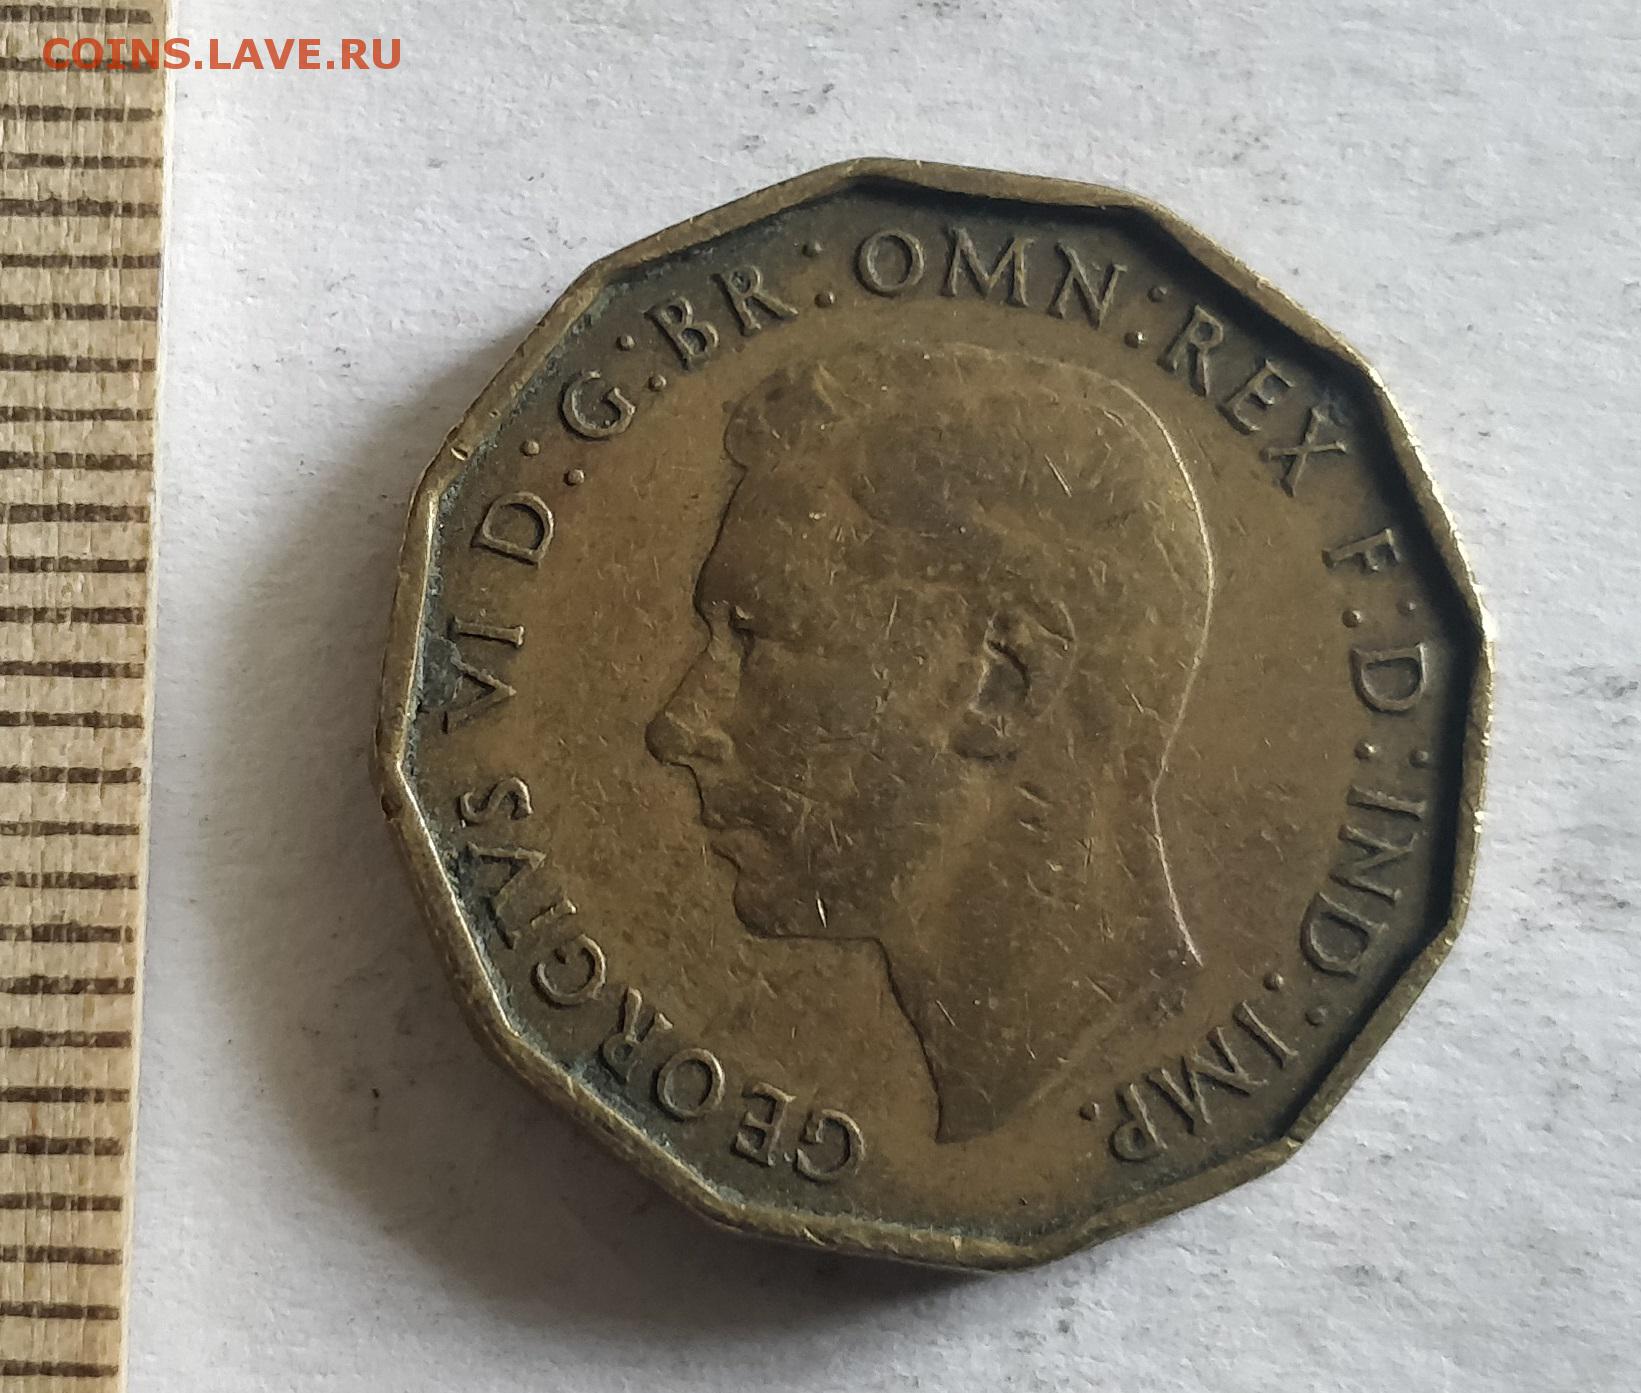 COINS.LAVE.RU
GEORGIVS VI D:G:BR:OMN:REX F:D:IND:IMP.